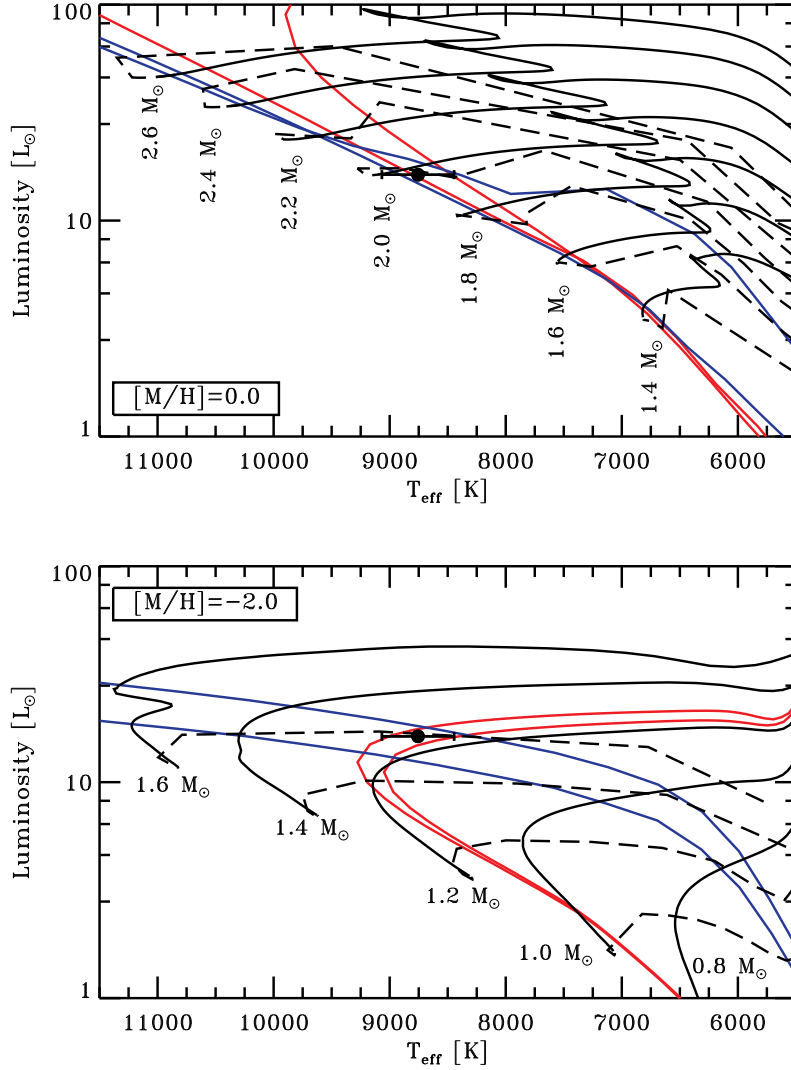 100
10
1
Luminosity [L☉]
2.6 M☉
2.4 M☉
2.2 M☉
2.0 M☉
1.8 M☉
1.6 M☉
1.4 M☉
[M/H]=0.0
11000 10000 9000 8000 7000 6000
T_eff [K]
100
10
1
Luminosity [L☉]
[M/H]=−2.0
1.6 M☉
1.4 M☉
1.2 M☉
1.0 M☉
0.8 M☉
11000 10000 9000 8000 7000 6000
T_eff [K]